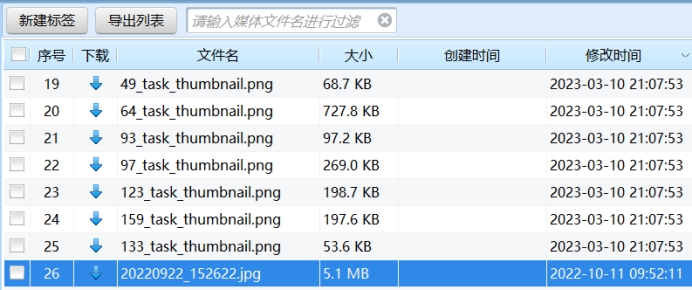 新建标签 导出列表 请输入媒体文件名进行过滤
序号 下载 文件名 大小 创建时间 修改时间
19 49_task_thumbnail.png 68.7 KB 2023-03-10 21:07:53
20 64_task_thumbnail.png 727.8 KB 2023-03-10 21:07:53
21 93_task_thumbnail.png 97.2 KB 2023-03-10 21:07:53
22 97_task_thumbnail.png 269.0 KB 2023-03-10 21:07:53
23 123_task_thumbnail.png 198.7 KB 2023-03-10 21:07:53
24 159_task_thumbnail.png 197.6 KB 2023-03-10 21:07:53
25 133_task_thumbnail.png 53.6 KB 2023-03-10 21:07:53
26 20220922_152622.jpg 5.1 MB 2022-10-11 09:52:11